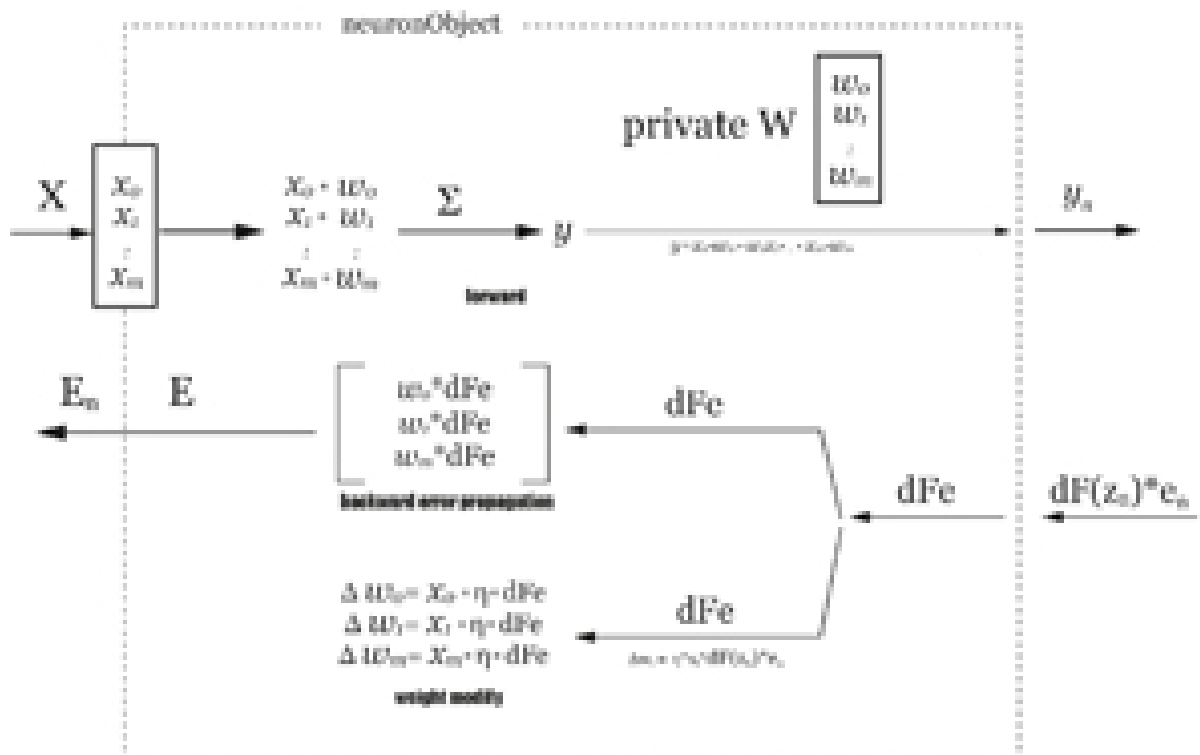 neuronObject
private W
w₀
w₁
⋮
wₘ
X
X₀
X₁
⋮
Xₘ
X₀ * w₀
X₁ * w₁
⋮ ⋮
Xₘ * wₘ
Σ
y
yₙ
forward
Eₙ
E
w₀*dFe
w₁*dFe
wₘ*dFe
backward error propagation
dFe
dFe
dF(zₙ)*eₙ
Δ w₀ = X₀ * η * dFe
Δ w₁ = X₁ * η * dFe
Δ wₘ = Xₘ * η * dFe
weight modify
dFe